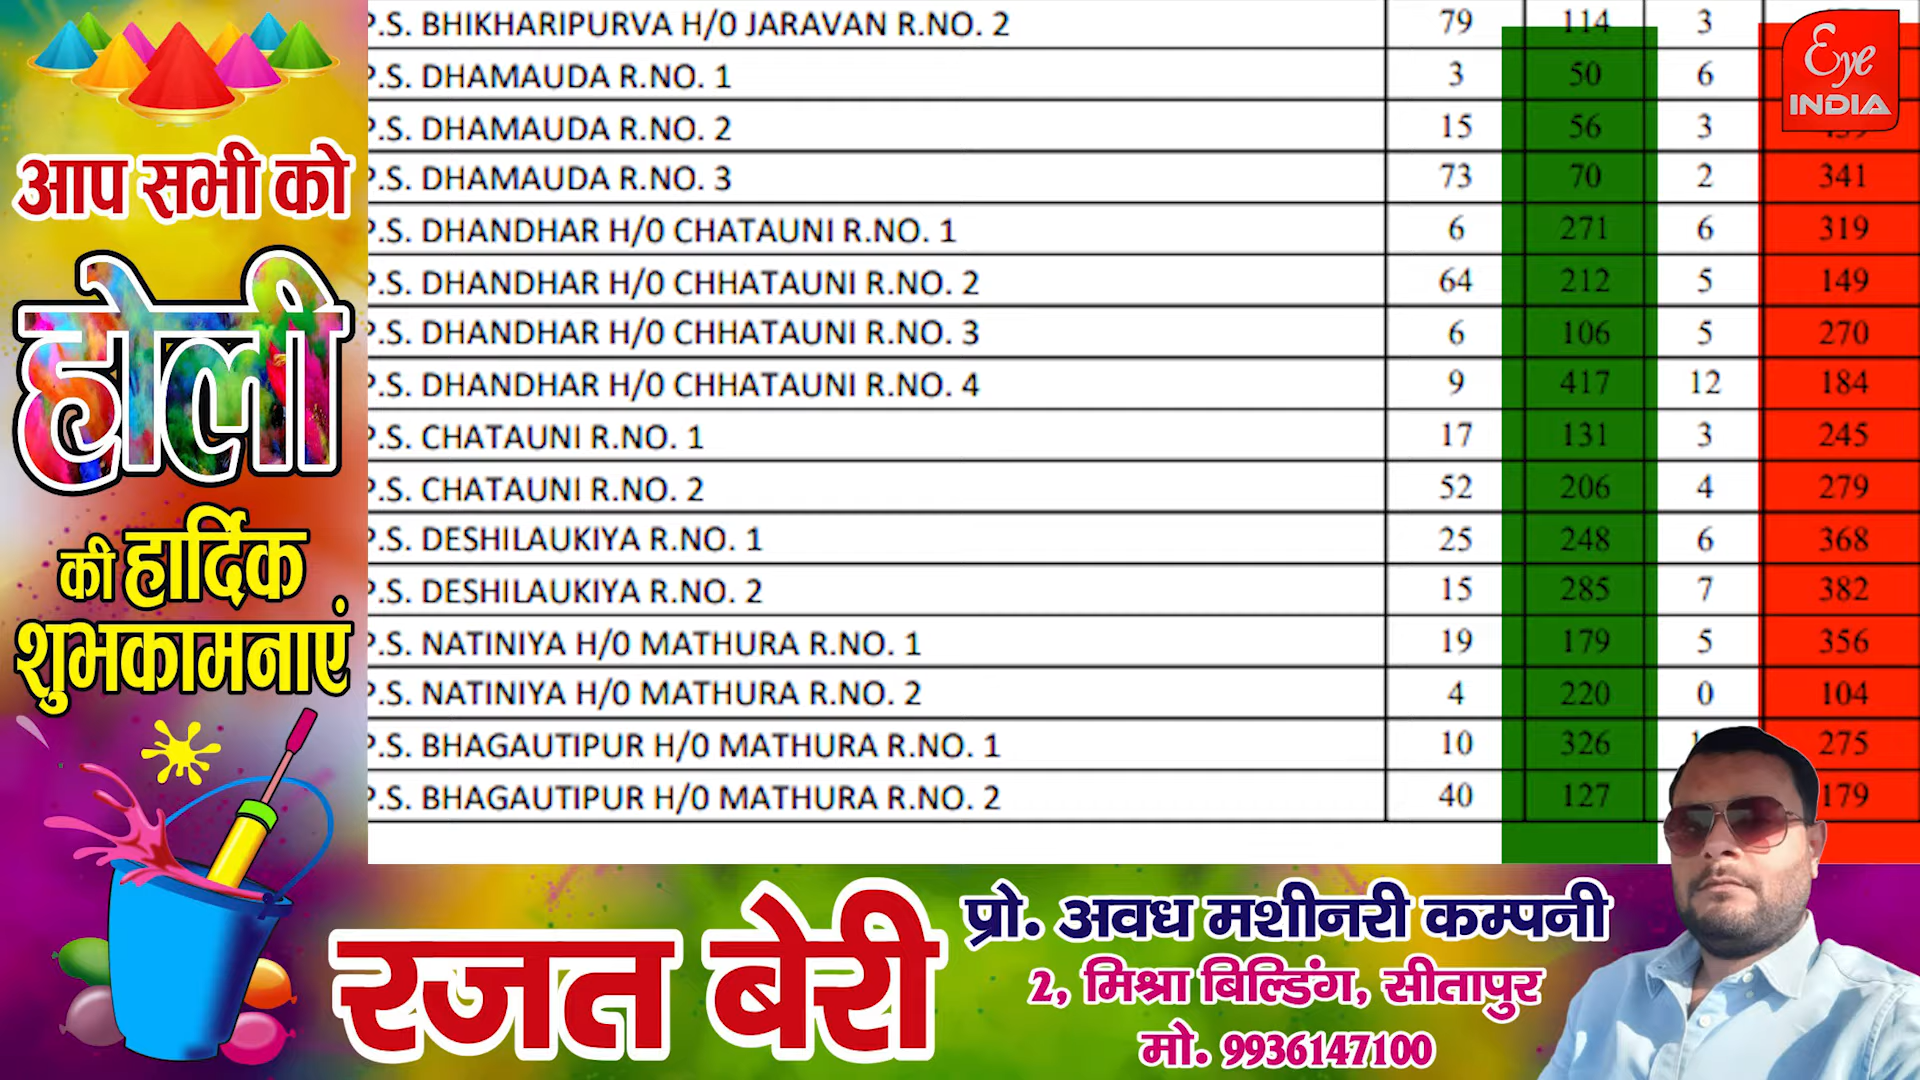 आप सभी को
होली
की हार्दिक
शुभकामनाएं
P.S. BHIKHARIPURVA H/0 JARAVAN R.NO. 2 79 114 3
P.S. DHAMAUDA R.NO. 1 3 50 6
P.S. DHAMAUDA R.NO. 2 15 56 3
P.S. DHAMAUDA R.NO. 3 73 70 2 341
P.S. DHANDHAR H/0 CHATAUNI R.NO. 1 6 271 6 319
P.S. DHANDHAR H/0 CHHATAUNI R.NO. 2 64 212 5 149
P.S. DHANDHAR H/0 CHHATAUNI R.NO. 3 6 106 5 270
P.S. DHANDHAR H/0 CHHATAUNI R.NO. 4 9 417 12 184
P.S. CHATAUNI R.NO. 1 17 131 3 245
P.S. CHATAUNI R.NO. 2 52 206 4 279
P.S. DESHILAUKIYA R.NO. 1 25 248 6 368
P.S. DESHILAUKIYA R.NO. 2 15 285 7 382
P.S. NATINIYA H/0 MATHURA R.NO. 1 19 179 5 356
P.S. NATINIYA H/0 MATHURA R.NO. 2 4 220 0 104
P.S. BHAGAUTIPUR H/0 MATHURA R.NO. 1 10 326 275
P.S. BHAGAUTIPUR H/0 MATHURA R.NO. 2 40 127 179
Eye
INDIA
रजत बेरी
प्रो. अवध मशीनरी कम्पनी
2, मिश्रा बिल्डिंग, सीतापुर
मो. 9936147100